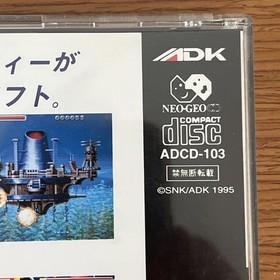 ィーが
フト。
ADK
NEO•GEO CD
COMPACT
disc
ADCD-103
禁無断転載
©SNK/ADK 1995